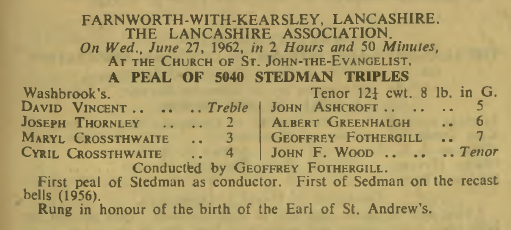 FARNWORTH-WITH-KEARSLEY, LANCASHIRE.
THE LANCASHIRE ASSOCIATION.
On Wed., June 27, 1962, in 2 Hours and 50 Minutes,
AT THE CHURCH OF ST. JOHN-THE-EVANGELIST,
A PEAL OF 5040 STEDMAN TRIPLES
Washbrook's. Tenor 12¼ cwt. 8 lb. in G.
DAVID VINCENT .. .. .. Treble
JOSEPH THORNLEY .. .. 2
MARYL CROSSTHWAITE .. 3
CYRIL CROSSTHWAITE .. 4
JOHN ASHCROFT .. .. .. 5
ALBERT GREENHALGH .. 6
GEOFFREY FOTHERGILL .. 7
JOHN F. WOOD .. .. .. Tenor
Conducted by GEOFFREY FOTHERGILL.
First peal of Stedman as conductor. First of Sedman on the recast
bells (1956).
Rung in honour of the birth of the Earl of St. Andrew's.